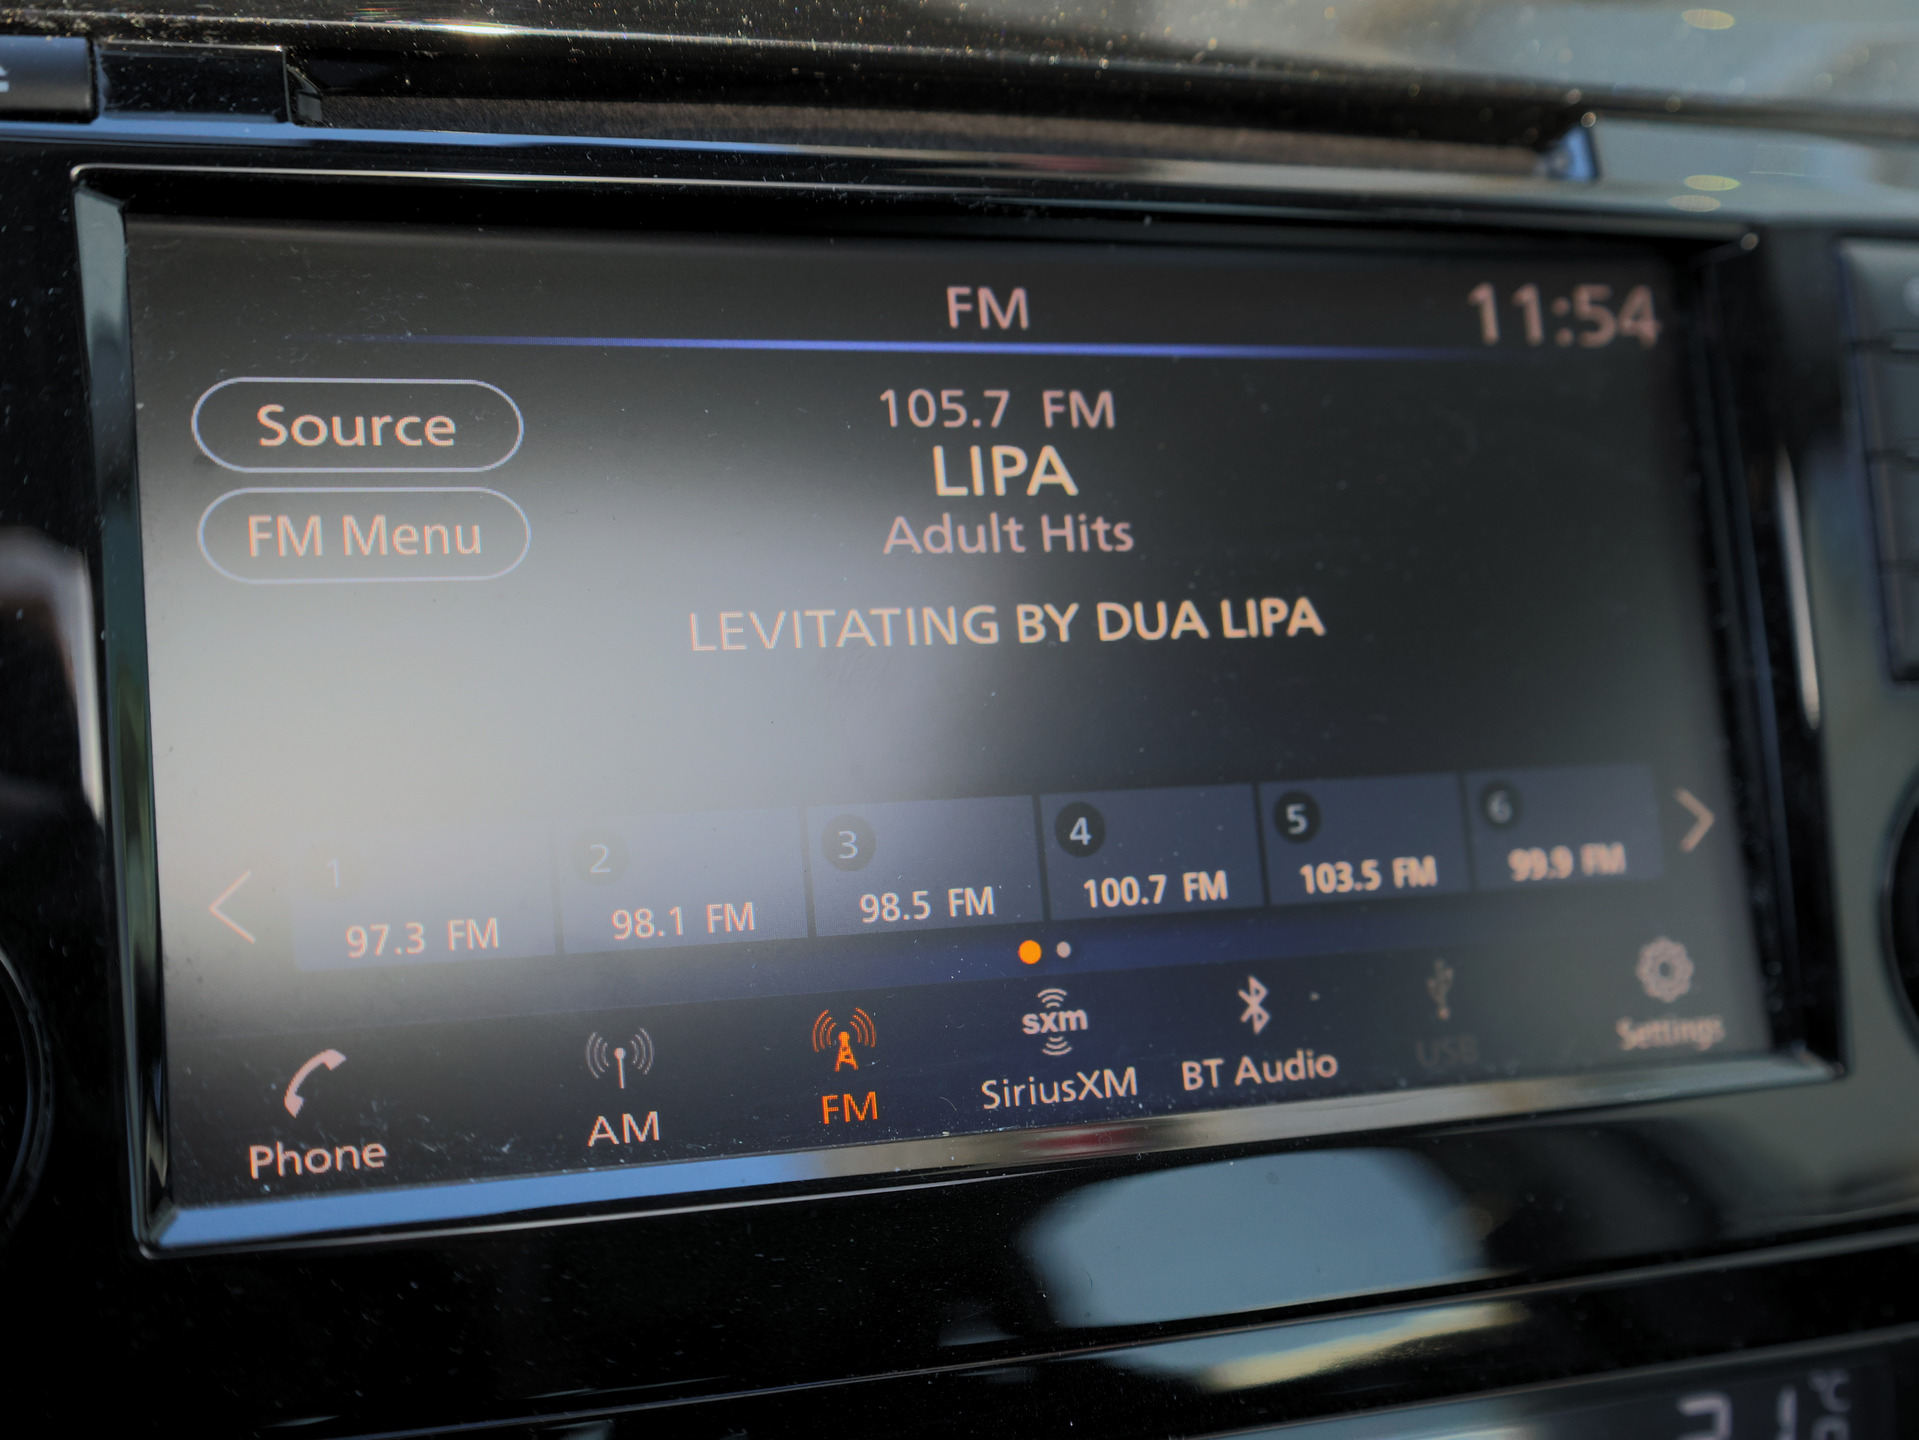 FM
11:54
Source
105.7 FM
LIPA
FM Menu
Adult Hits
LEVITATING BY DUA LIPA
1
2
3
4
5
6
97.3 FM
98.1 FM
98.5 FM
100.7 FM
103.5 FM
99.9 FM
sxm
Phone
AM
FM
SiriusXM
BT Audio
USB
Settings
21°C